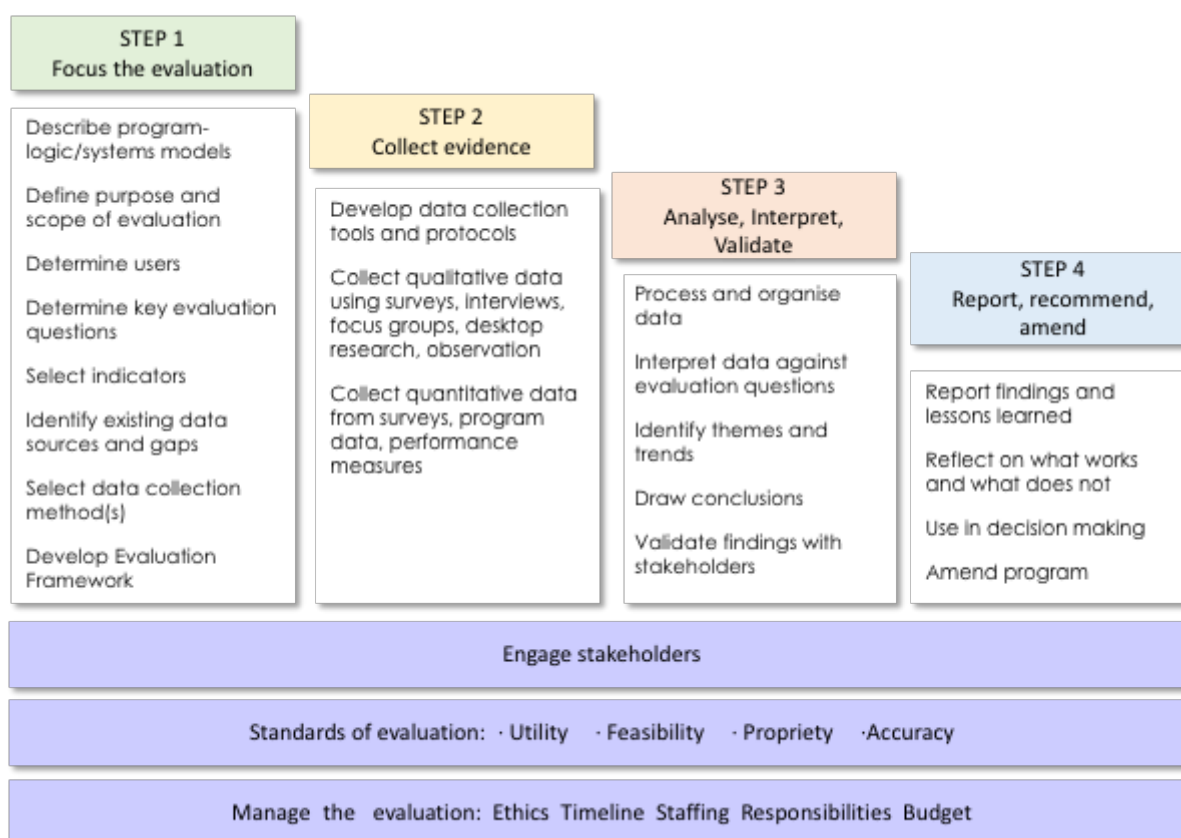 STEP 1
Focus the evaluation
Describe program-
logic/systems models
Define purpose and
scope of evaluation
Determine users
Determine key evaluation
questions
Select indicators
Identify existing data
sources and gaps
Select data collection
method(s)
Develop Evaluation
Framework
STEP 2
Collect evidence
Develop data collection
tools and protocols
Collect qualitative data
using surveys, interviews,
focus groups, desktop
research, observation
Collect quantitative data
from surveys, program
data, performance
measures
STEP 3
Analyse, Interpret,
Validate
Process and organise
data
Interpret data against
evaluation questions
Identify themes and
trends
Draw conclusions
Validate findings with
stakeholders
STEP 4
Report, recommend,
amend
Report findings and
lessons learned
Reflect on what works
and what does not
Use in decision making
Amend program
Engage stakeholders
Standards of evaluation: · Utility · Feasibility · Propriety ·Accuracy
Manage the evaluation: Ethics Timeline Staffing Responsibilities Budget